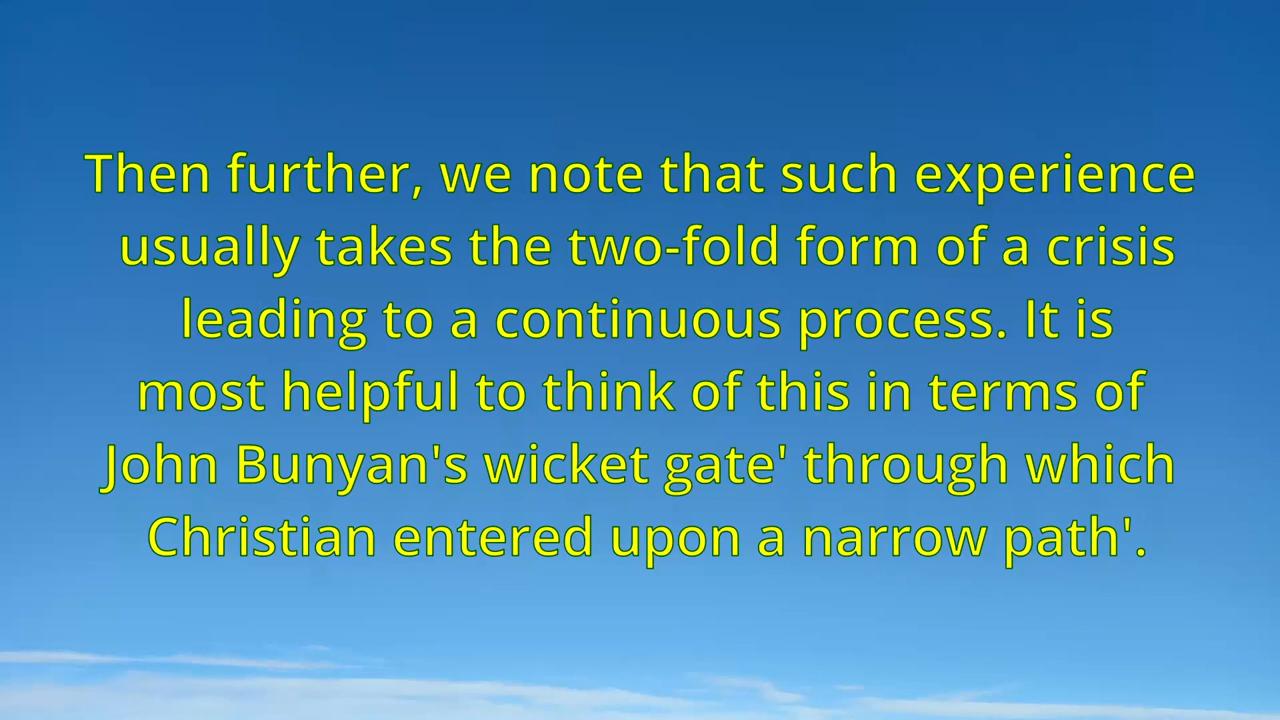 Then further, we note that such experience
usually takes the two-fold form of a crisis
leading to a continuous process. It is
most helpful to think of this in terms of
John Bunyan's wicket gate' through which
Christian entered upon a narrow path'.